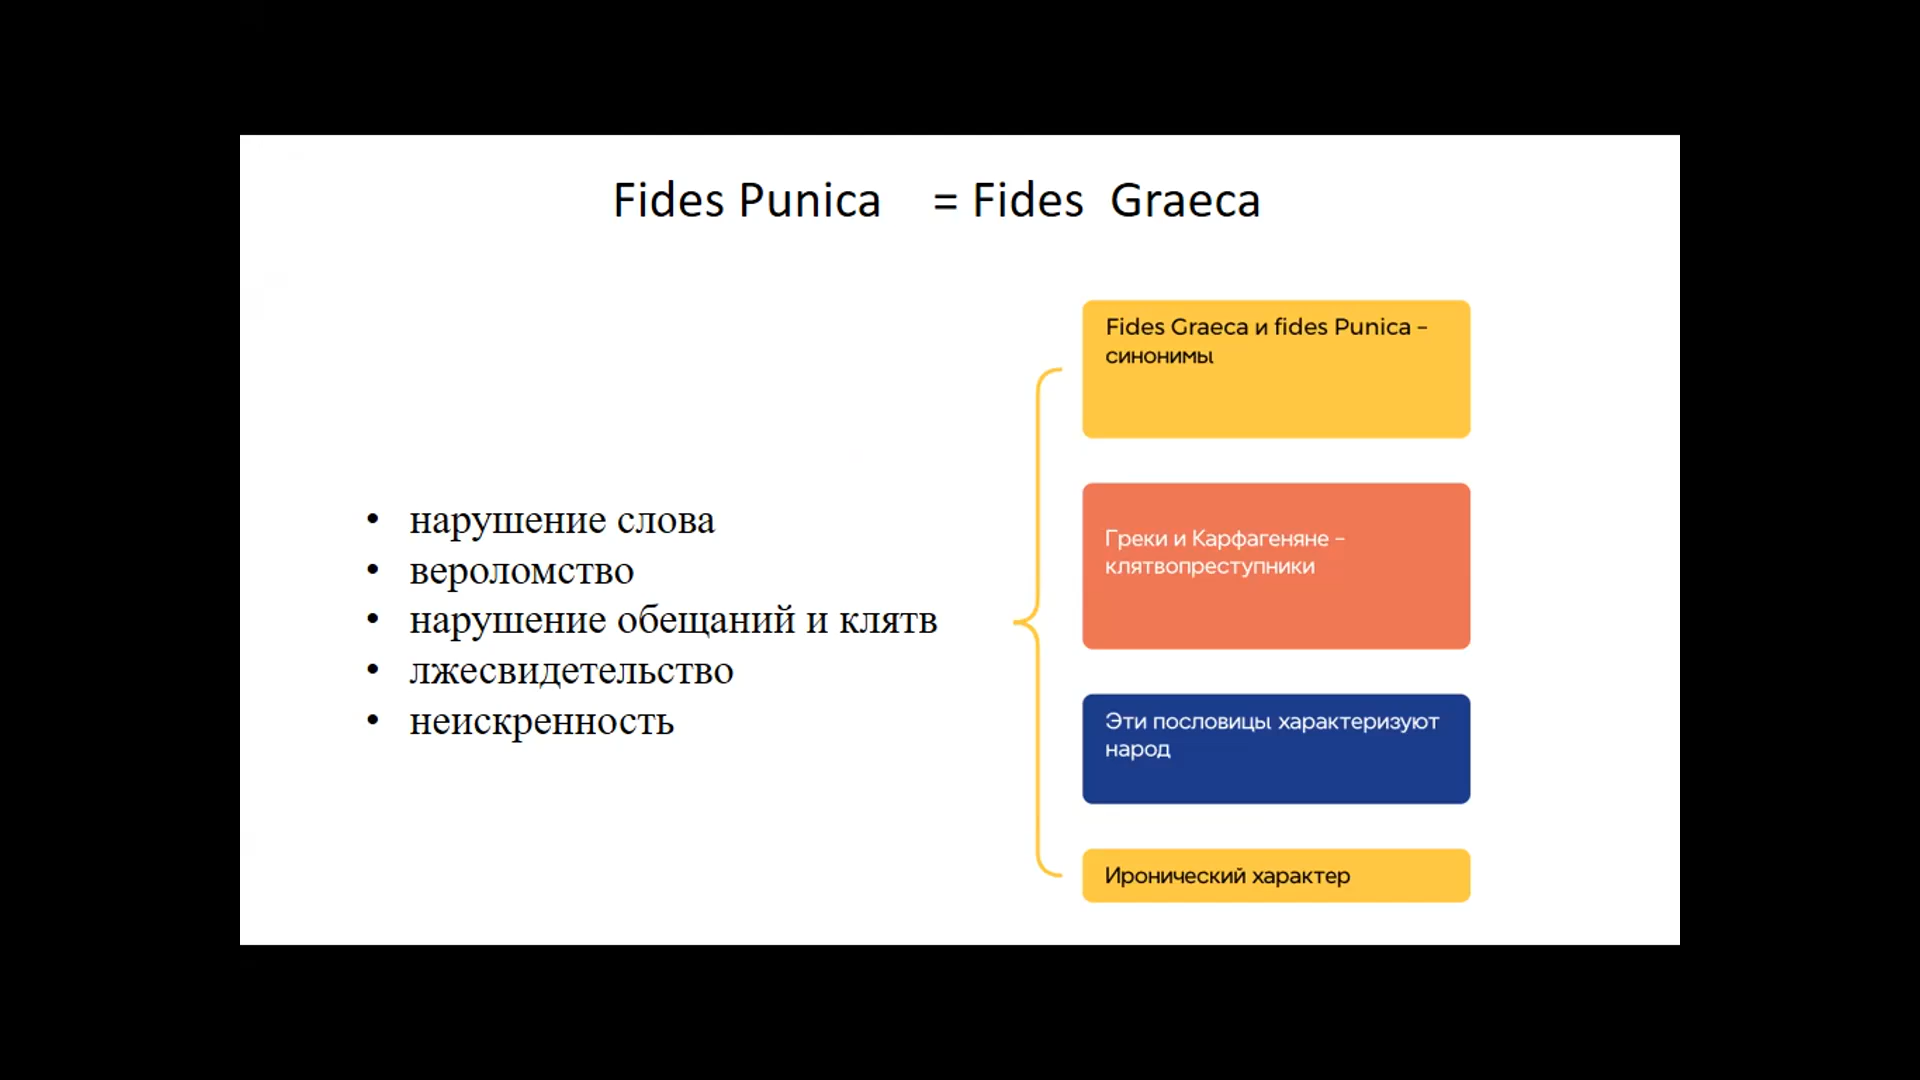 Fides Punica = Fides Graeca
• нарушение слова
• вероломство
• нарушение обещаний и клятв
• лжесвидетельство
• неискренность
Fides Graeca и fides Punica –
синонимы
Греки и Карфагеняне –
клятвопреступники
Эти пословицы характеризуют
народ
Иронический характер